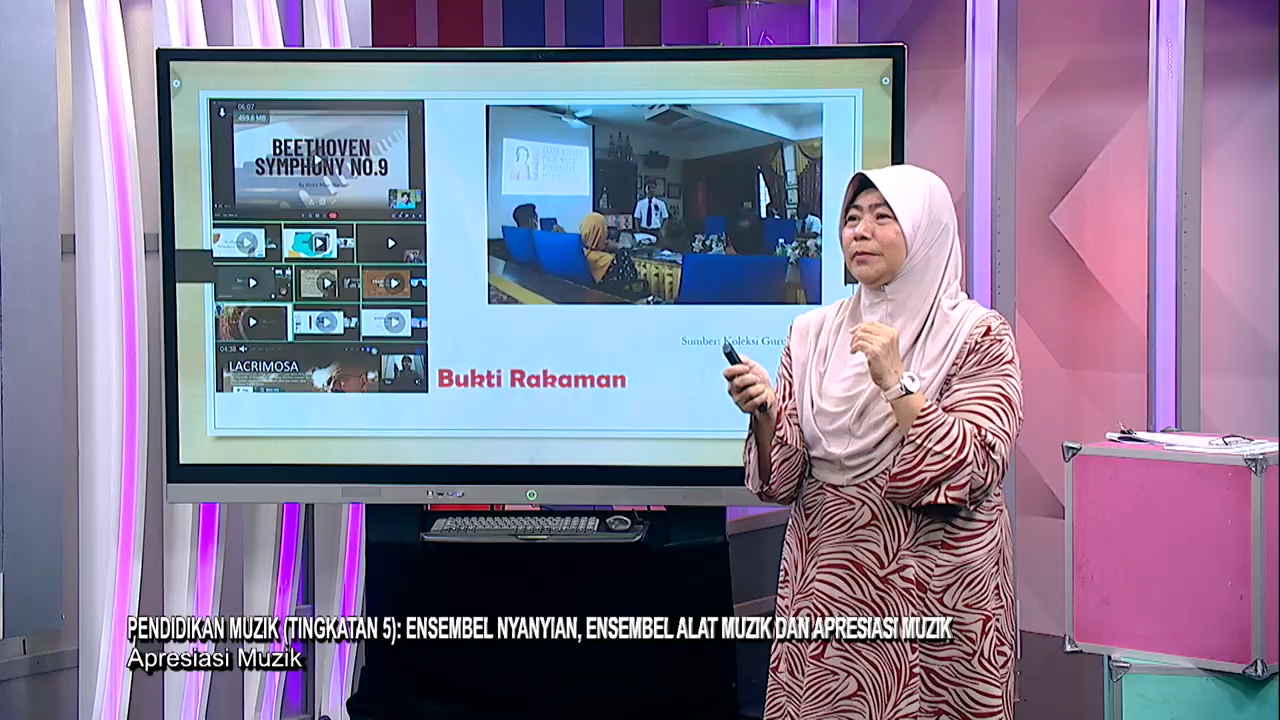 06:07
459.6 MB
BEETHOVEN
SYMPHONY NO.9
04:38
LACRIMOSA
Sumber: Koleksi Guru
Bukti Rakaman
PENDIDIKAN MUZIK (TINGKATAN 5): ENSEMBEL NYANYIAN, ENSEMBEL ALAT MUZIK DAN APRESIASI MUZIK
Apresiasi Muzik